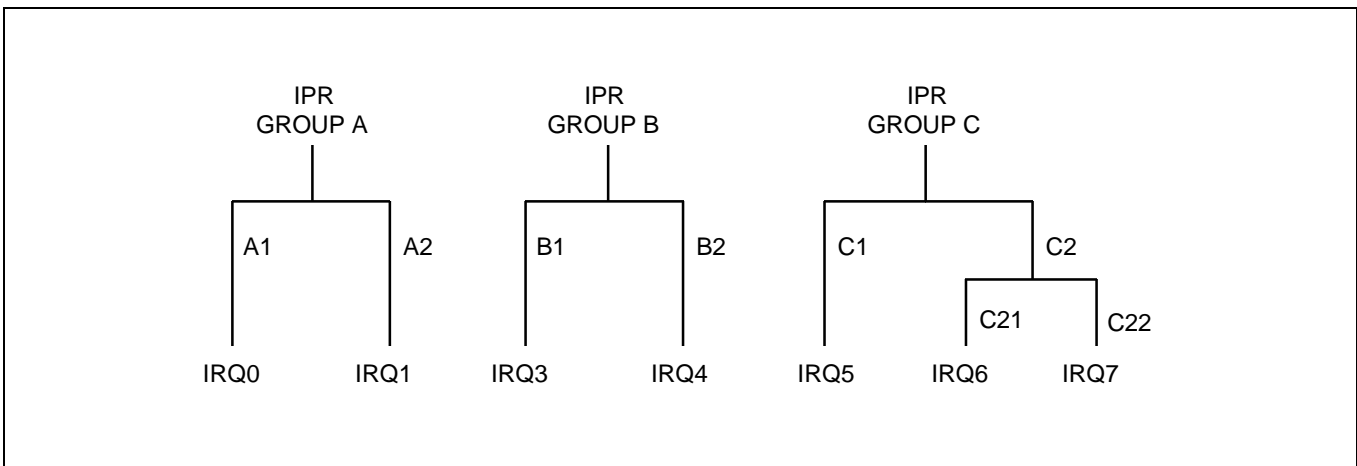 IPR
GROUP A
IPR
GROUP B
IPR
GROUP C
A1
A2
B1
B2
C1
C2
C21
C22
IRQ0
IRQ1
IRQ3
IRQ4
IRQ5
IRQ6
IRQ7